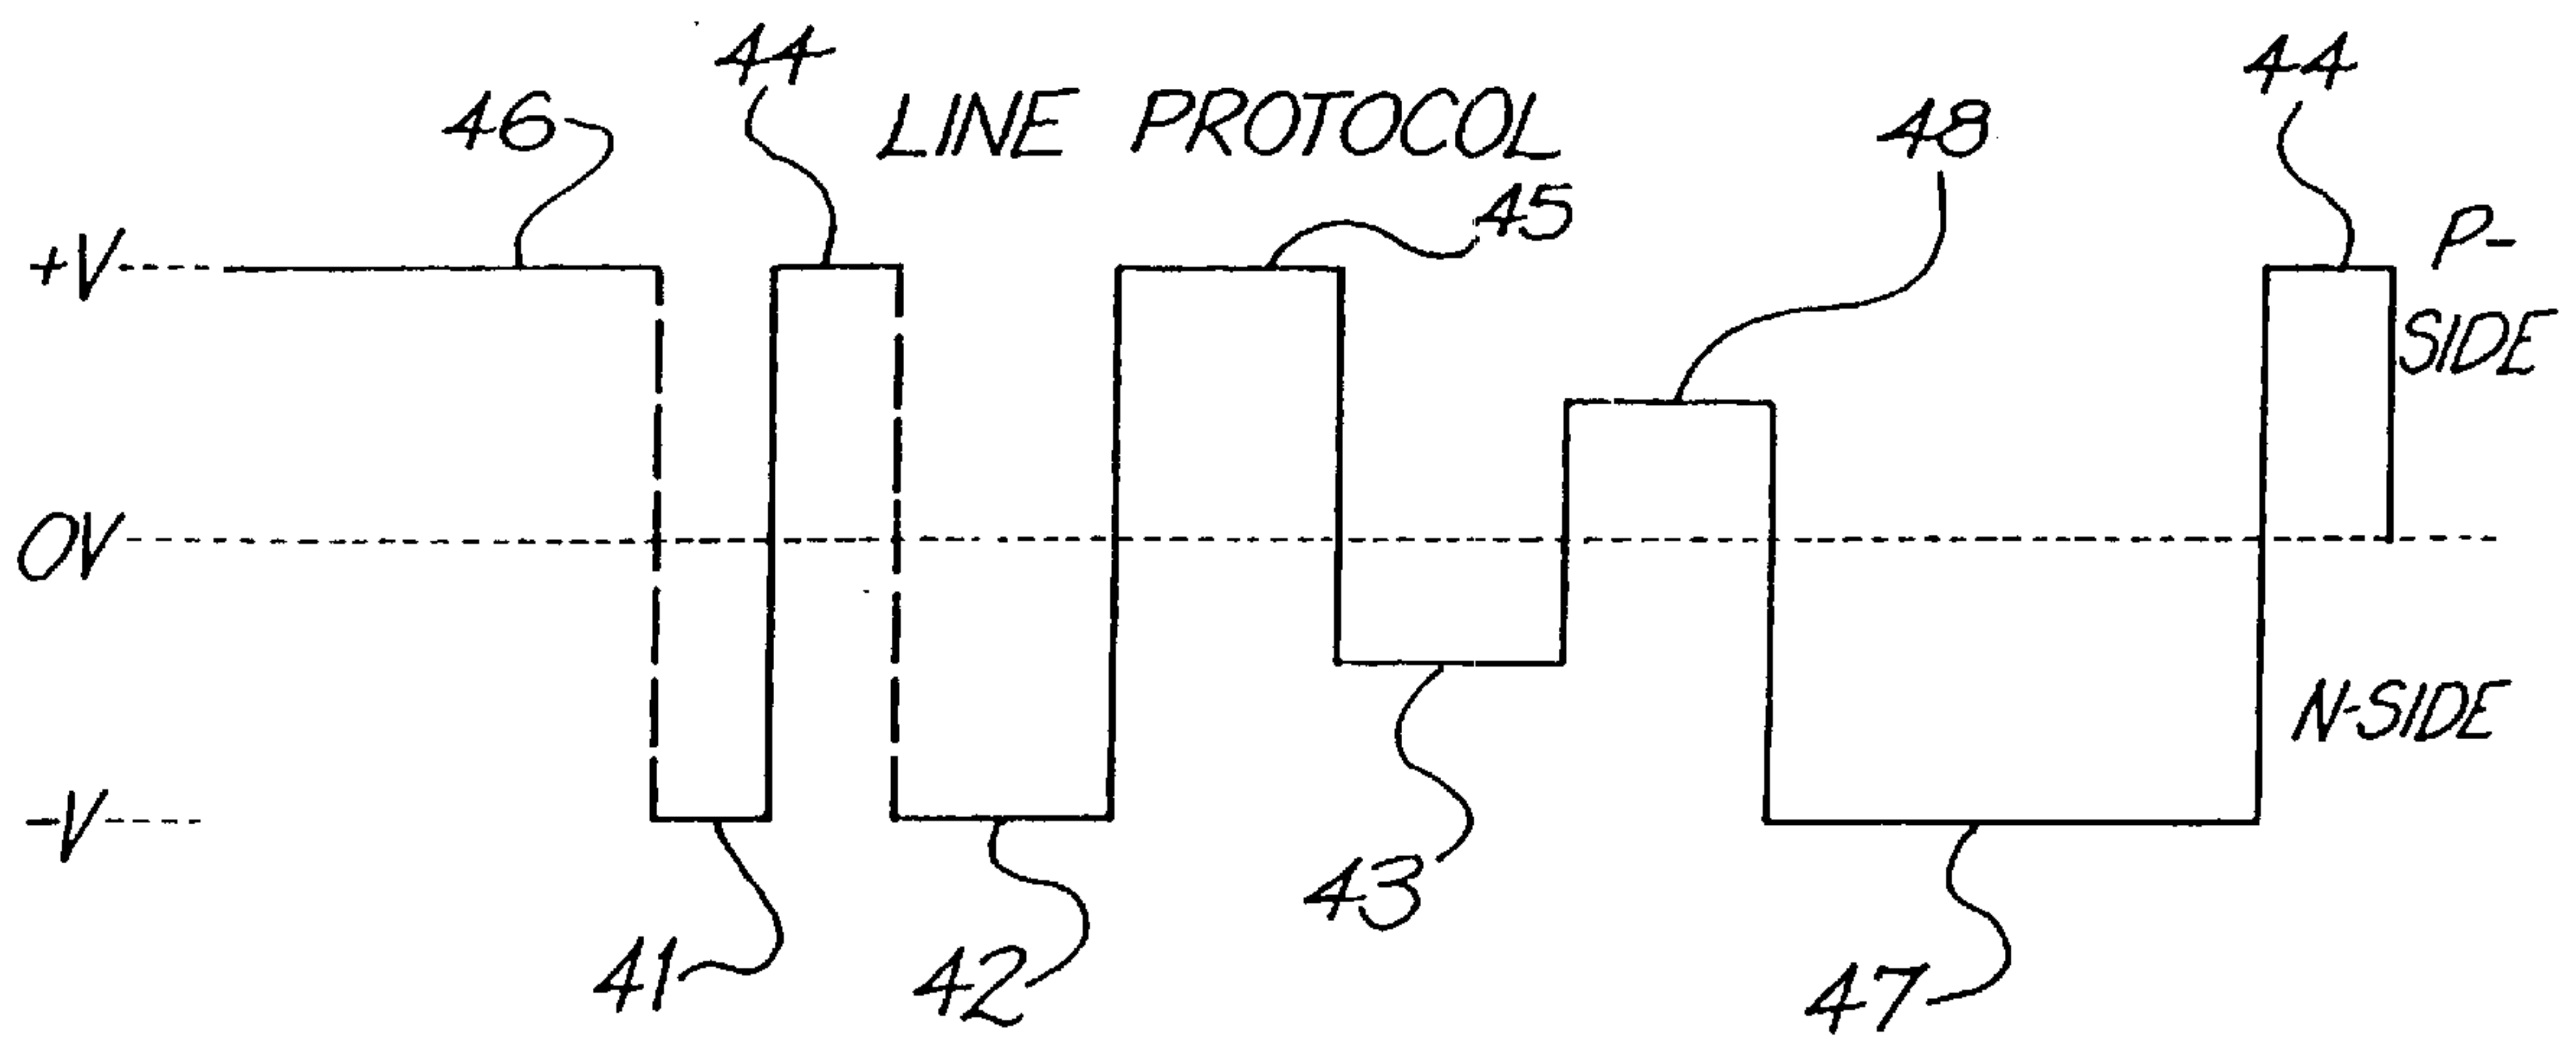 44
44
46
LINE PROTOCOL
48
45
+V
P-
SIDE
0V
N-SIDE
-V
43
41
42
47